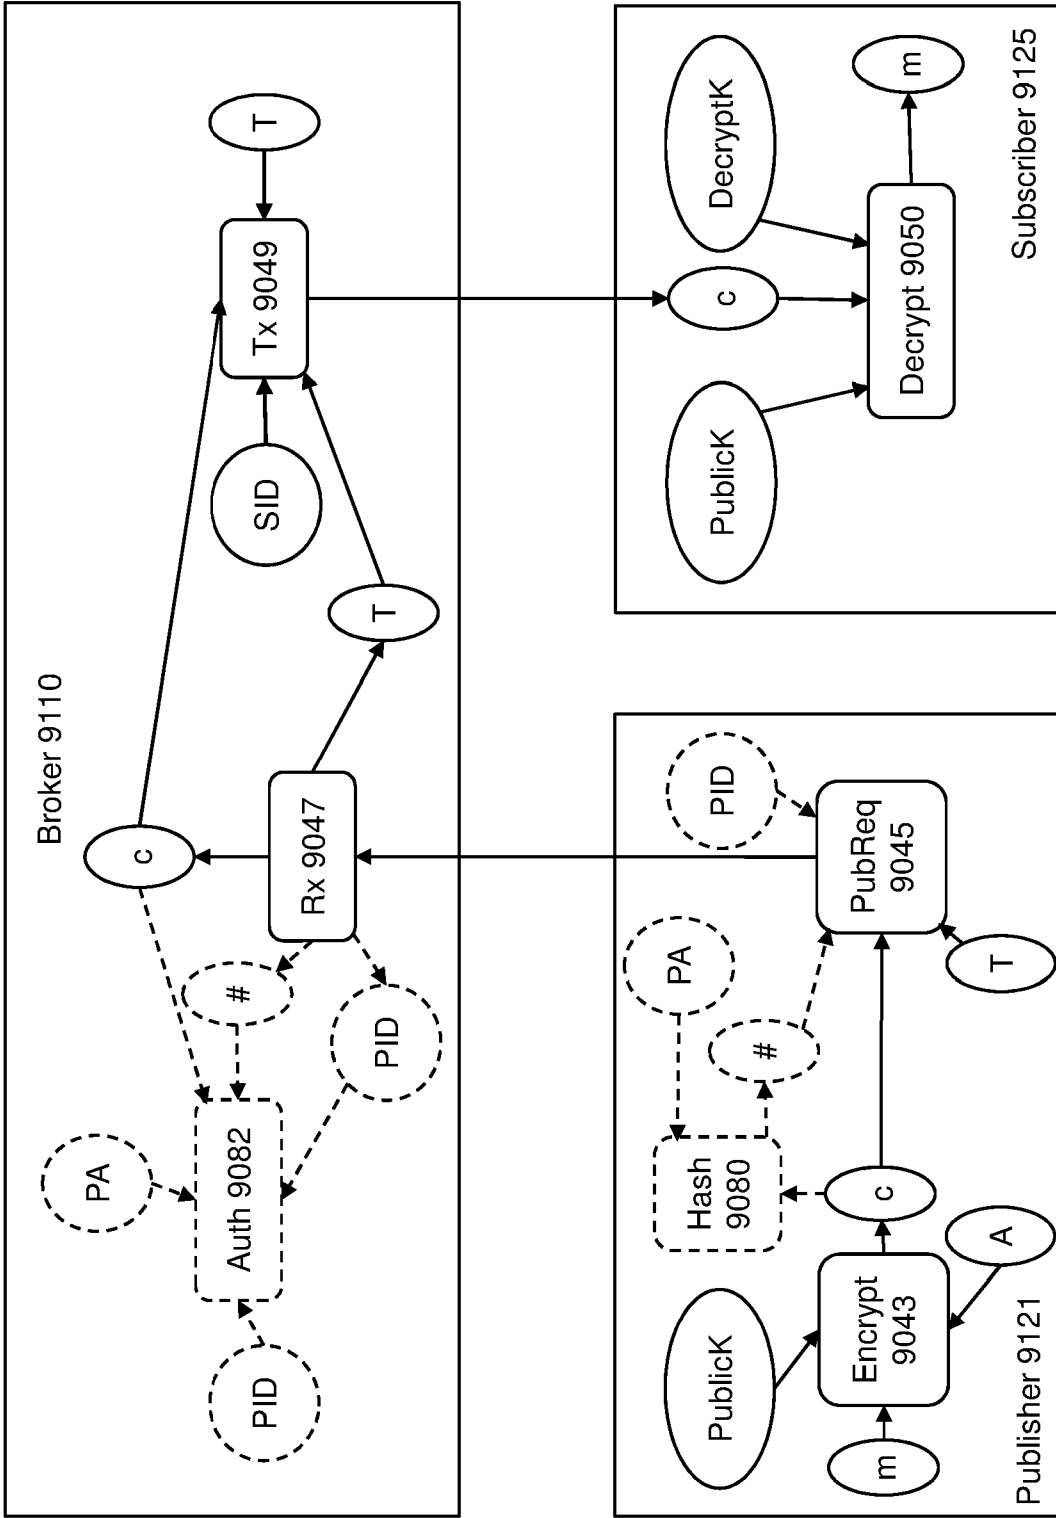 Broker 9110
PID
PA
Auth 9082
#
PID
c
Rx 9047
T
SID
Tx 9049
T
Publisher 9121
m
PublicK
Encrypt
9043
A
c
Hash
9080
#
PA
T
PubReq
9045
PID
Subscriber 9125
PublicK
c
DecryptK
Decrypt 9050
m